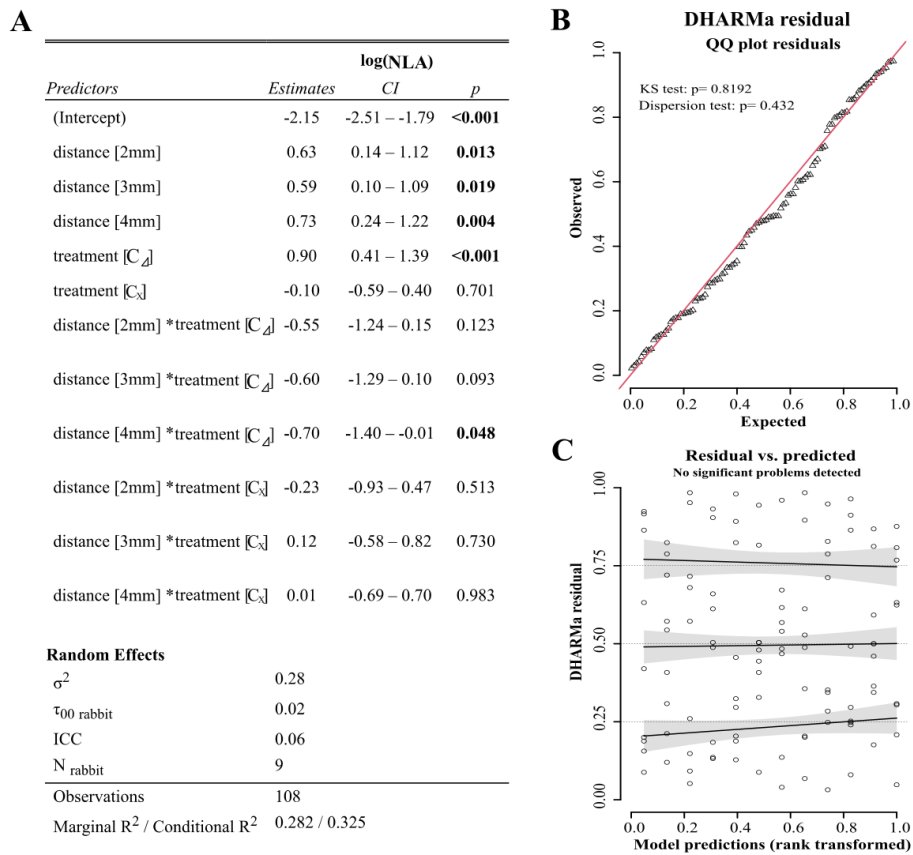 A
log(NLA)
Predictors Estimates CI p
(Intercept) -2.15 -2.51 – -1.79 <0.001
distance [2mm] 0.63 0.14 – 1.12 0.013
distance [3mm] 0.59 0.10 – 1.09 0.019
distance [4mm] 0.73 0.24 – 1.22 0.004
treatment [C⊿] 0.90 0.41 – 1.39 <0.001
treatment [Cx] -0.10 -0.59 – 0.40 0.701
distance [2mm] *treatment [C⊿] -0.55 -1.24 – 0.15 0.123
distance [3mm] *treatment [C⊿] -0.60 -1.29 – 0.10 0.093
distance [4mm] *treatment [C⊿] -0.70 -1.40 – -0.01 0.048
distance [2mm] *treatment [Cx] -0.23 -0.93 – 0.47 0.513
distance [3mm] *treatment [Cx] 0.12 -0.58 – 0.82 0.730
distance [4mm] *treatment [Cx] 0.01 -0.69 – 0.70 0.983
Random Effects
σ2 0.28
τ00 rabbit 0.02
ICC 0.06
N rabbit 9
Observations 108
Marginal R2 / Conditional R2 0.282 / 0.325
B
DHARMa residual
QQ plot residuals
KS test: p= 0.8192
Dispersion test: p= 0.432
Observed
1.0
0.8
0.6
0.4
0.2
0.0
0.0 0.2 0.4 0.6 0.8 1.0
Expected
C
Residual vs. predicted
No significant problems detected
DHARMa residual
1.00
0.75
0.50
0.25
0.00
0.0 0.2 0.4 0.6 0.8 1.0
Model predictions (rank transformed)